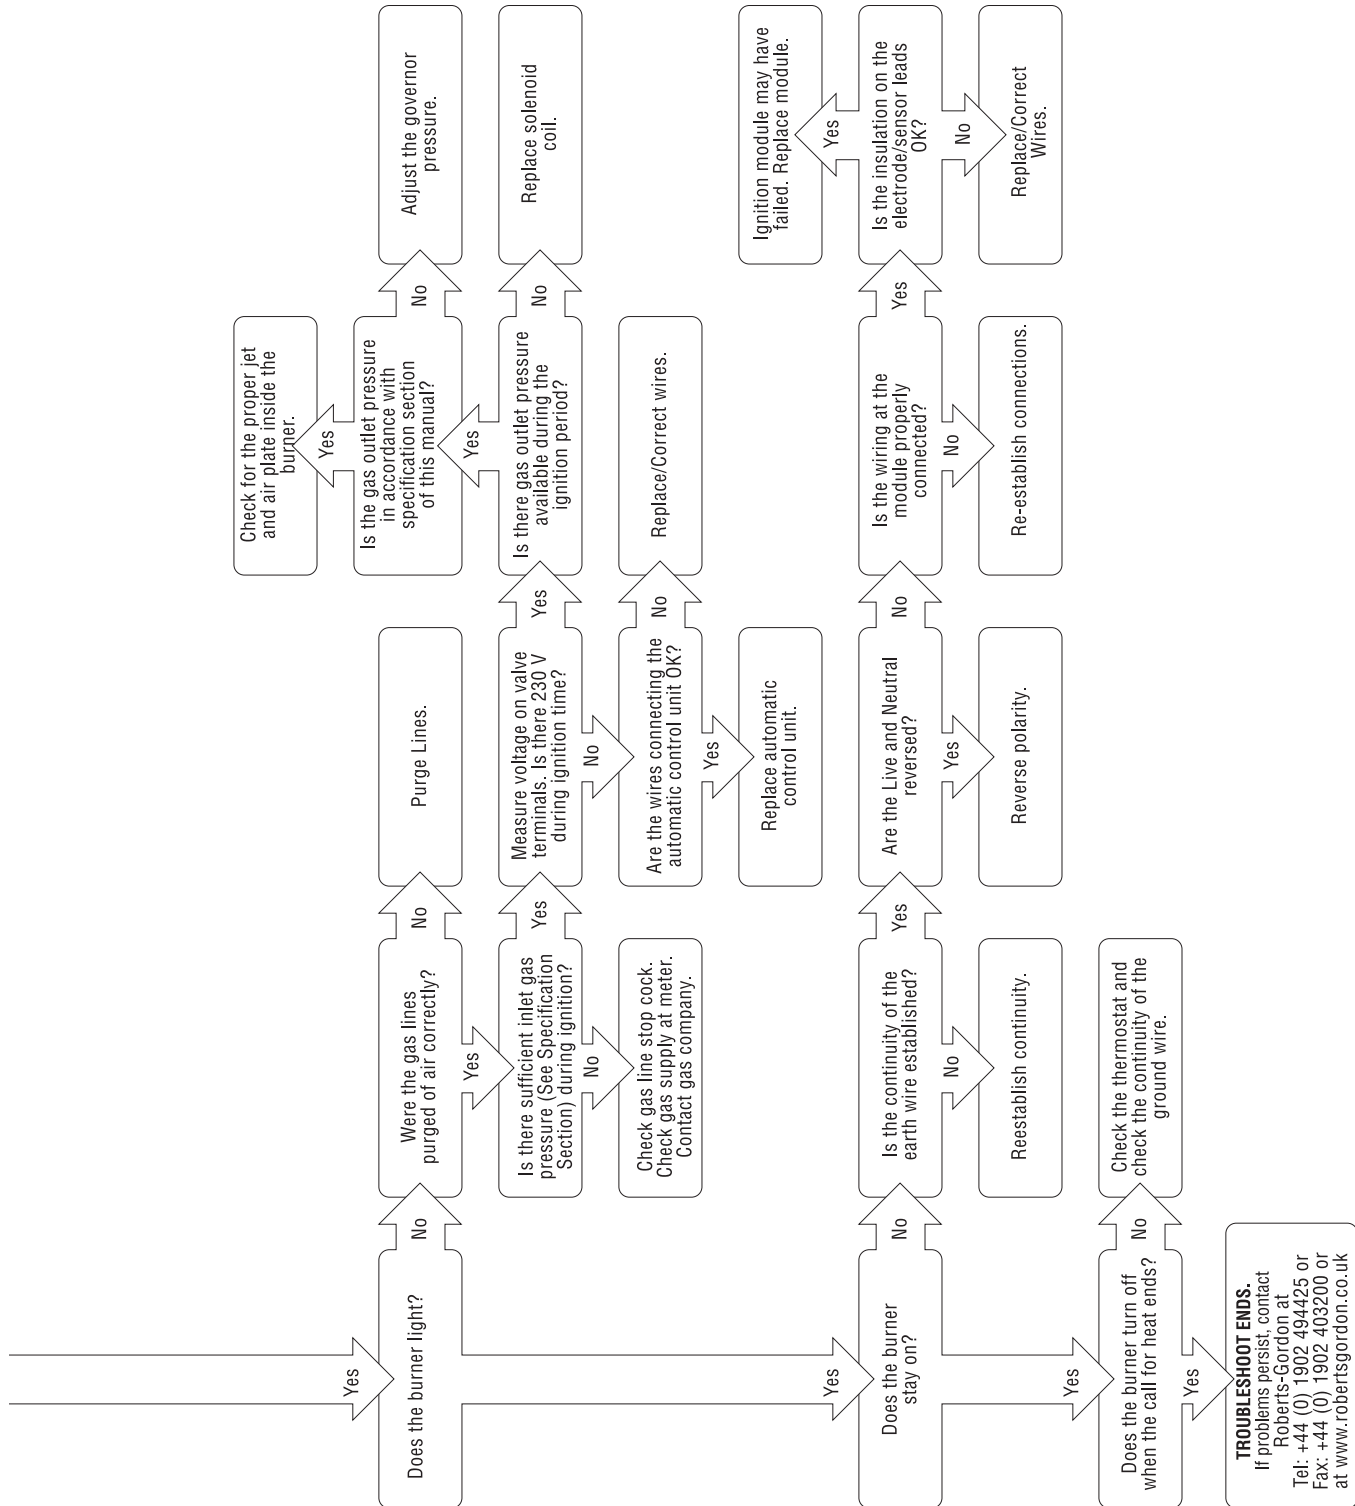 Yes
Does the burner light?
No
Were the gas lines
purged of air correctly?
No
Purge Lines.
Yes
Is there sufficient inlet gas
pressure (See Specification
Section) during ignition?
No
Check gas line stop cock.
Check gas supply at meter.
Contact gas company.
Yes
Measure voltage on valve
terminals. Is there 230 V
during ignition time?
No
Are the wires connecting the
automatic control unit OK?
No
Replace/Correct wires.
Yes
Replace automatic
control unit.
Yes
Is there gas outlet pressure
available during the
ignition period?
No
Replace solenoid
coil.
Yes
Is the gas outlet pressure
in accordance with
specification section
of this manual?
No
Adjust the governor
pressure.
Yes
Check for the proper jet
and air plate inside the
burner.
Yes
Does the burner
stay on?
No
Is the continuity of the
earth wire established?
No
Reestablish continuity.
Yes
Are the Live and Neutral
reversed?
Yes
Reverse polarity.
No
Is the wiring at the
module properly
connected?
No
Re-establish connections.
Yes
Is the insulation on the
electrode/sensor leads
OK?
Yes
Ignition module may have
failed. Replace module.
No
Replace/Correct
Wires.
Yes
Does the burner turn off
when the call for heat ends?
No
Check the thermostat and
check the continuity of the
ground wire.
Yes
TROUBLESHOOT ENDS.
If problems persist, contact
Roberts-Gordon at
Tel: +44 (0) 1902 494425 or
Fax: +44 (0) 1902 403200 or
at www.robertsgordon.co.uk